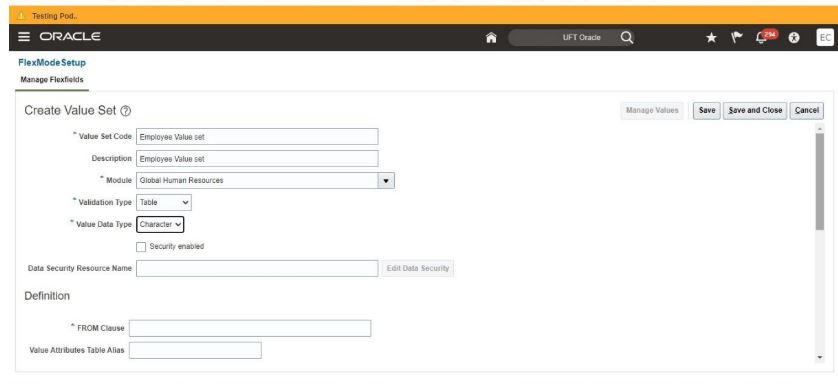 Testing Pod..
ORACLE UFT Oracle 294 EC
FlexModeSetup
Manage Flexfields
Create Value Set Manage Values Save Save and Close Cancel
* Value Set Code Employee Value set
Description Employee Value set
* Module Global Human Resources
* Validation Type Table
* Value Data Type Character
Security enabled
Data Security Resource Name Edit Data Security
Definition
* FROM Clause
Value Attributes Table Alias